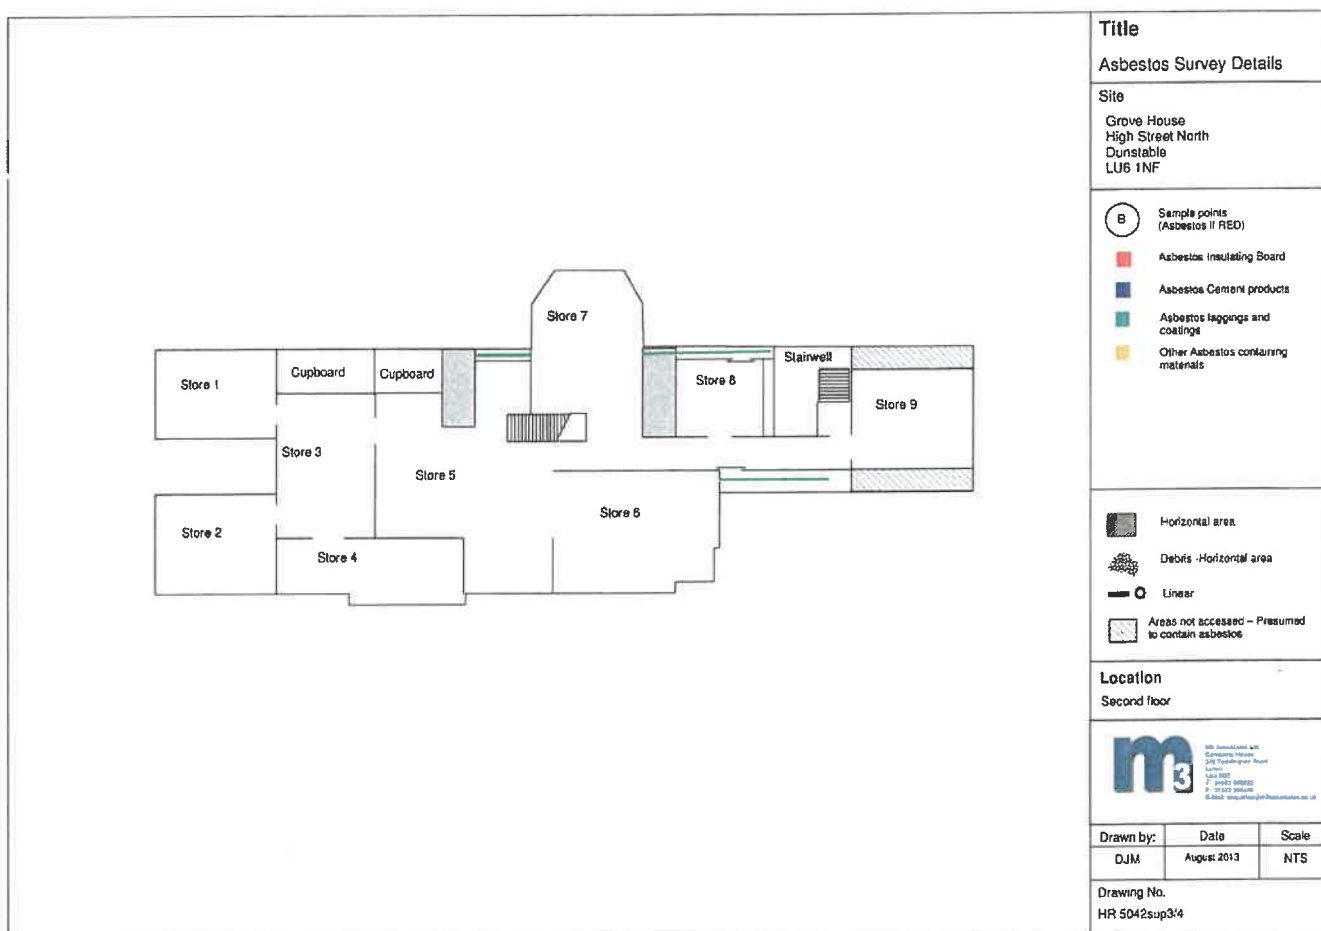 Title
Asbestos Survey Details
Site
Grove House
High Street North
Dunstable
LU6 1NF
B
Sample points
(Asbestos if RED)
Asbestos Insulating Board
Asbestos Cement products
Asbestos laggings and
coatings
Other Asbestos containing
materials
Store 7
Store 1
Cupboard
Cupboard
Store 8
Stairwell
Store 9
Store 3
Store 5
Store 6
Store 2
Store 4
Horizontal area
Debris -Horizontal area
Linear
Areas not accessed – Presumed
to contain asbestos
Location
Second floor
m3
Drawn by:
Date
Scale
DJM
August 2013
NTS
Drawing No.
HR 5042sup3/4